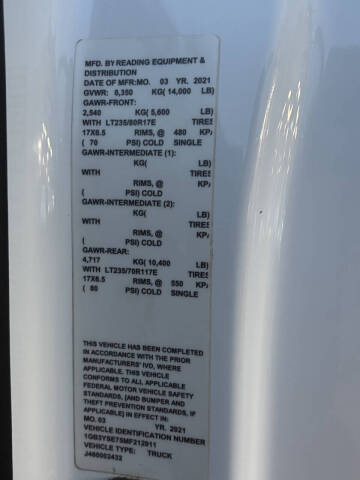 MFD. BY READING EQUIPMENT &
DISTRIBUTION
DATE OF MFR: MO. 03 YR. 2021
GVWR: 6,350 KG( 14,000 LB)
GAWR-FRONT:
2,540 KG( 5,600 LB)
WITH LT235/80R17E TIRES
17X6.5 RIMS, @ 480 KPA
( 70 PSI) COLD SINGLE
GAWR-INTERMEDIATE (1):
KG( LB)
WITH TIRES
RIMS, @ KPA
( PSI) COLD
GAWR-INTERMEDIATE (2):
KG( LB)
WITH TIRES
RIMS, @ KPA
( PSI) COLD
GAWR-REAR:
4,717 KG( 10,400 LB)
WITH LT235/70R117E TIRES
17X6.5 RIMS, @ 550 KPA
( 80 PSI) COLD SINGLE
THIS VEHICLE HAS BEEN COMPLETED
IN ACCORDANCE WITH THE PRIOR
MANUFACTURERS' IVD, WHERE
APPLICABLE. THIS VEHICLE
CONFORMS TO ALL APPLICABLE
FEDERAL MOTOR VEHICLE SAFETY
STANDARDS, (AND BUMPER AND
THEFT PREVENTION STANDARDS, IF
MO. 03 YR. 2021
VEHICLE IDENTIFICATION NUMBER
1GB3YSE75MF212911
VEHICLE TYPE: TRUCK
J460003432